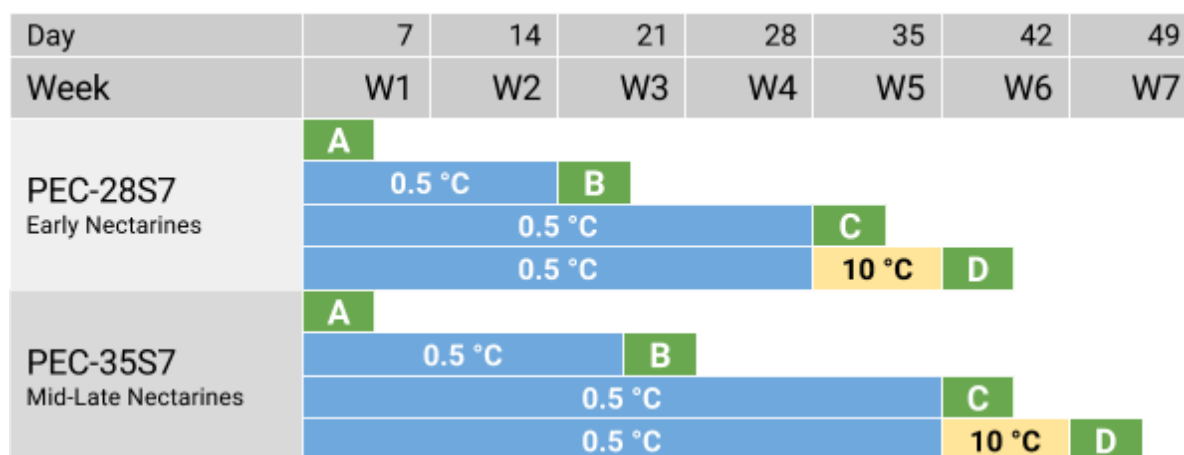 Day 7 14 21 28 35 42 49
Week W1 W2 W3 W4 W5 W6 W7
PEC-28S7
Early Nectarines
A
0.5 °C B
0.5 °C C
0.5 °C 10 °C D
PEC-35S7
Mid-Late Nectarines
A
0.5 °C B
0.5 °C C
0.5 °C 10 °C D